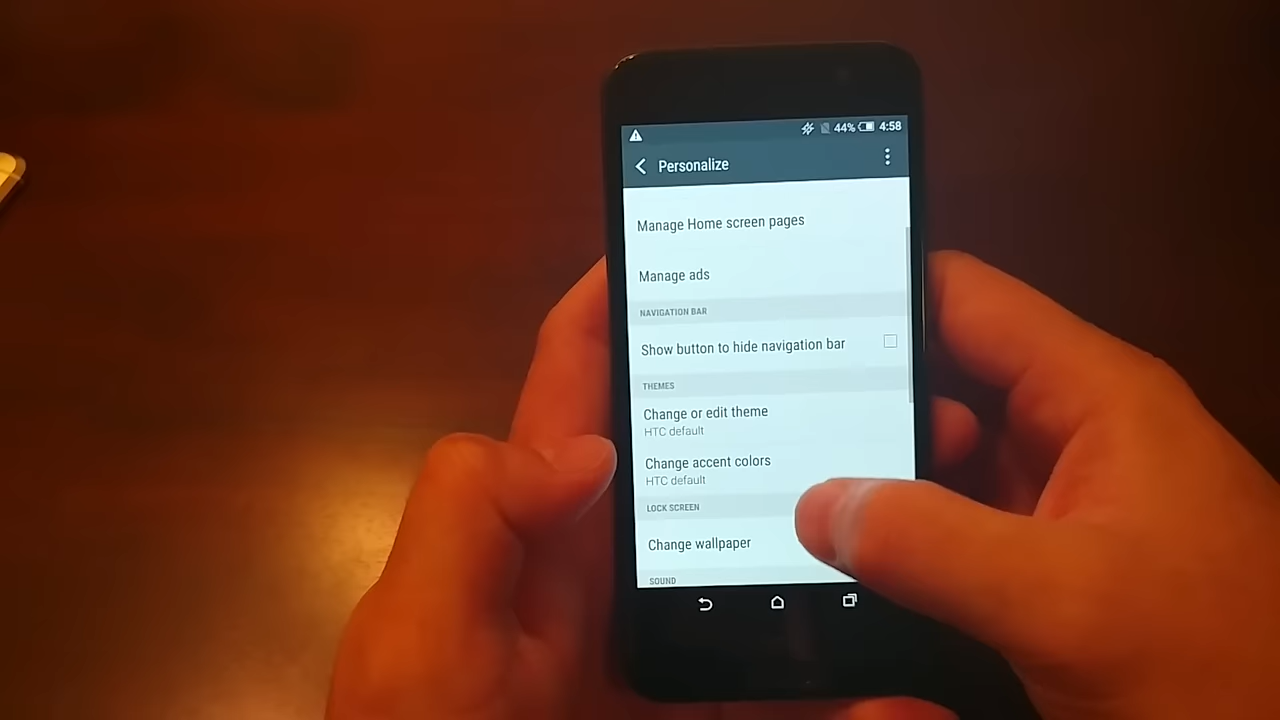 44% 4:58
Personalize
Manage Home screen pages
Manage ads
NAVIGATION BAR
Show button to hide navigation bar
THEMES
Change or edit theme
HTC default
Change accent colors
HTC default
LOCK SCREEN
Change wallpaper
SOUND